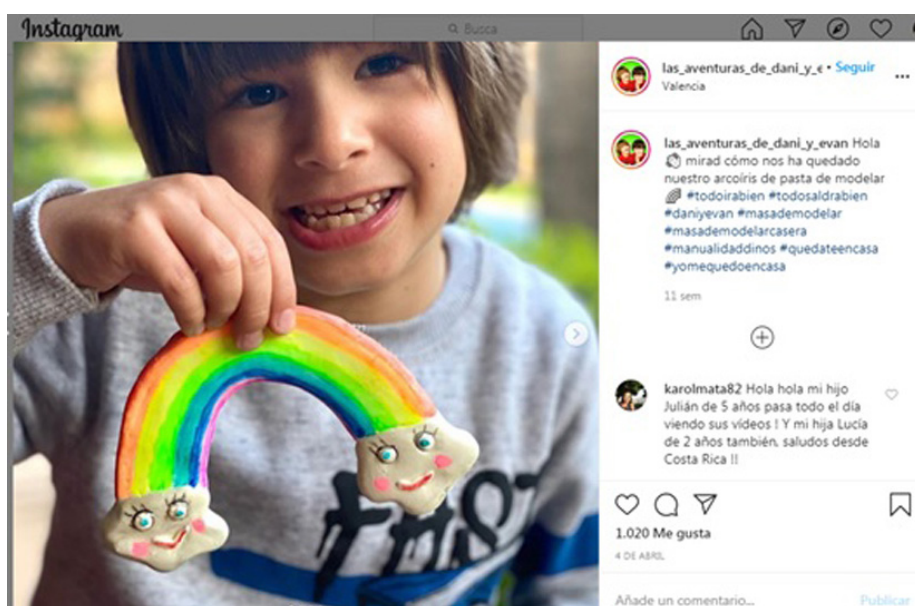 Instagram
Busca
las_aventuras_de_dani_y_e • Seguir
Valencia
las_aventuras_de_dani_y_evan Hola
mirad cómo nos ha quedado
nuestro arcoíris de pasta de modelar
#todoirabien #todosaldrabien
#daniyevan #masademodelar
#masademodelarcasera
#manualidaddinos #quedateencasa
#yomequedoencasa
11 sem
karolmata82 Hola hola mi hijo
Julián de 5 años pasa todo el día
viendo sus vídeos ! Y mi hija Lucía
de 2 años también, saludos desde
Costa Rica !!
1.020 Me gusta
4 DE ABRIL
Añade un comentario...
Publicar